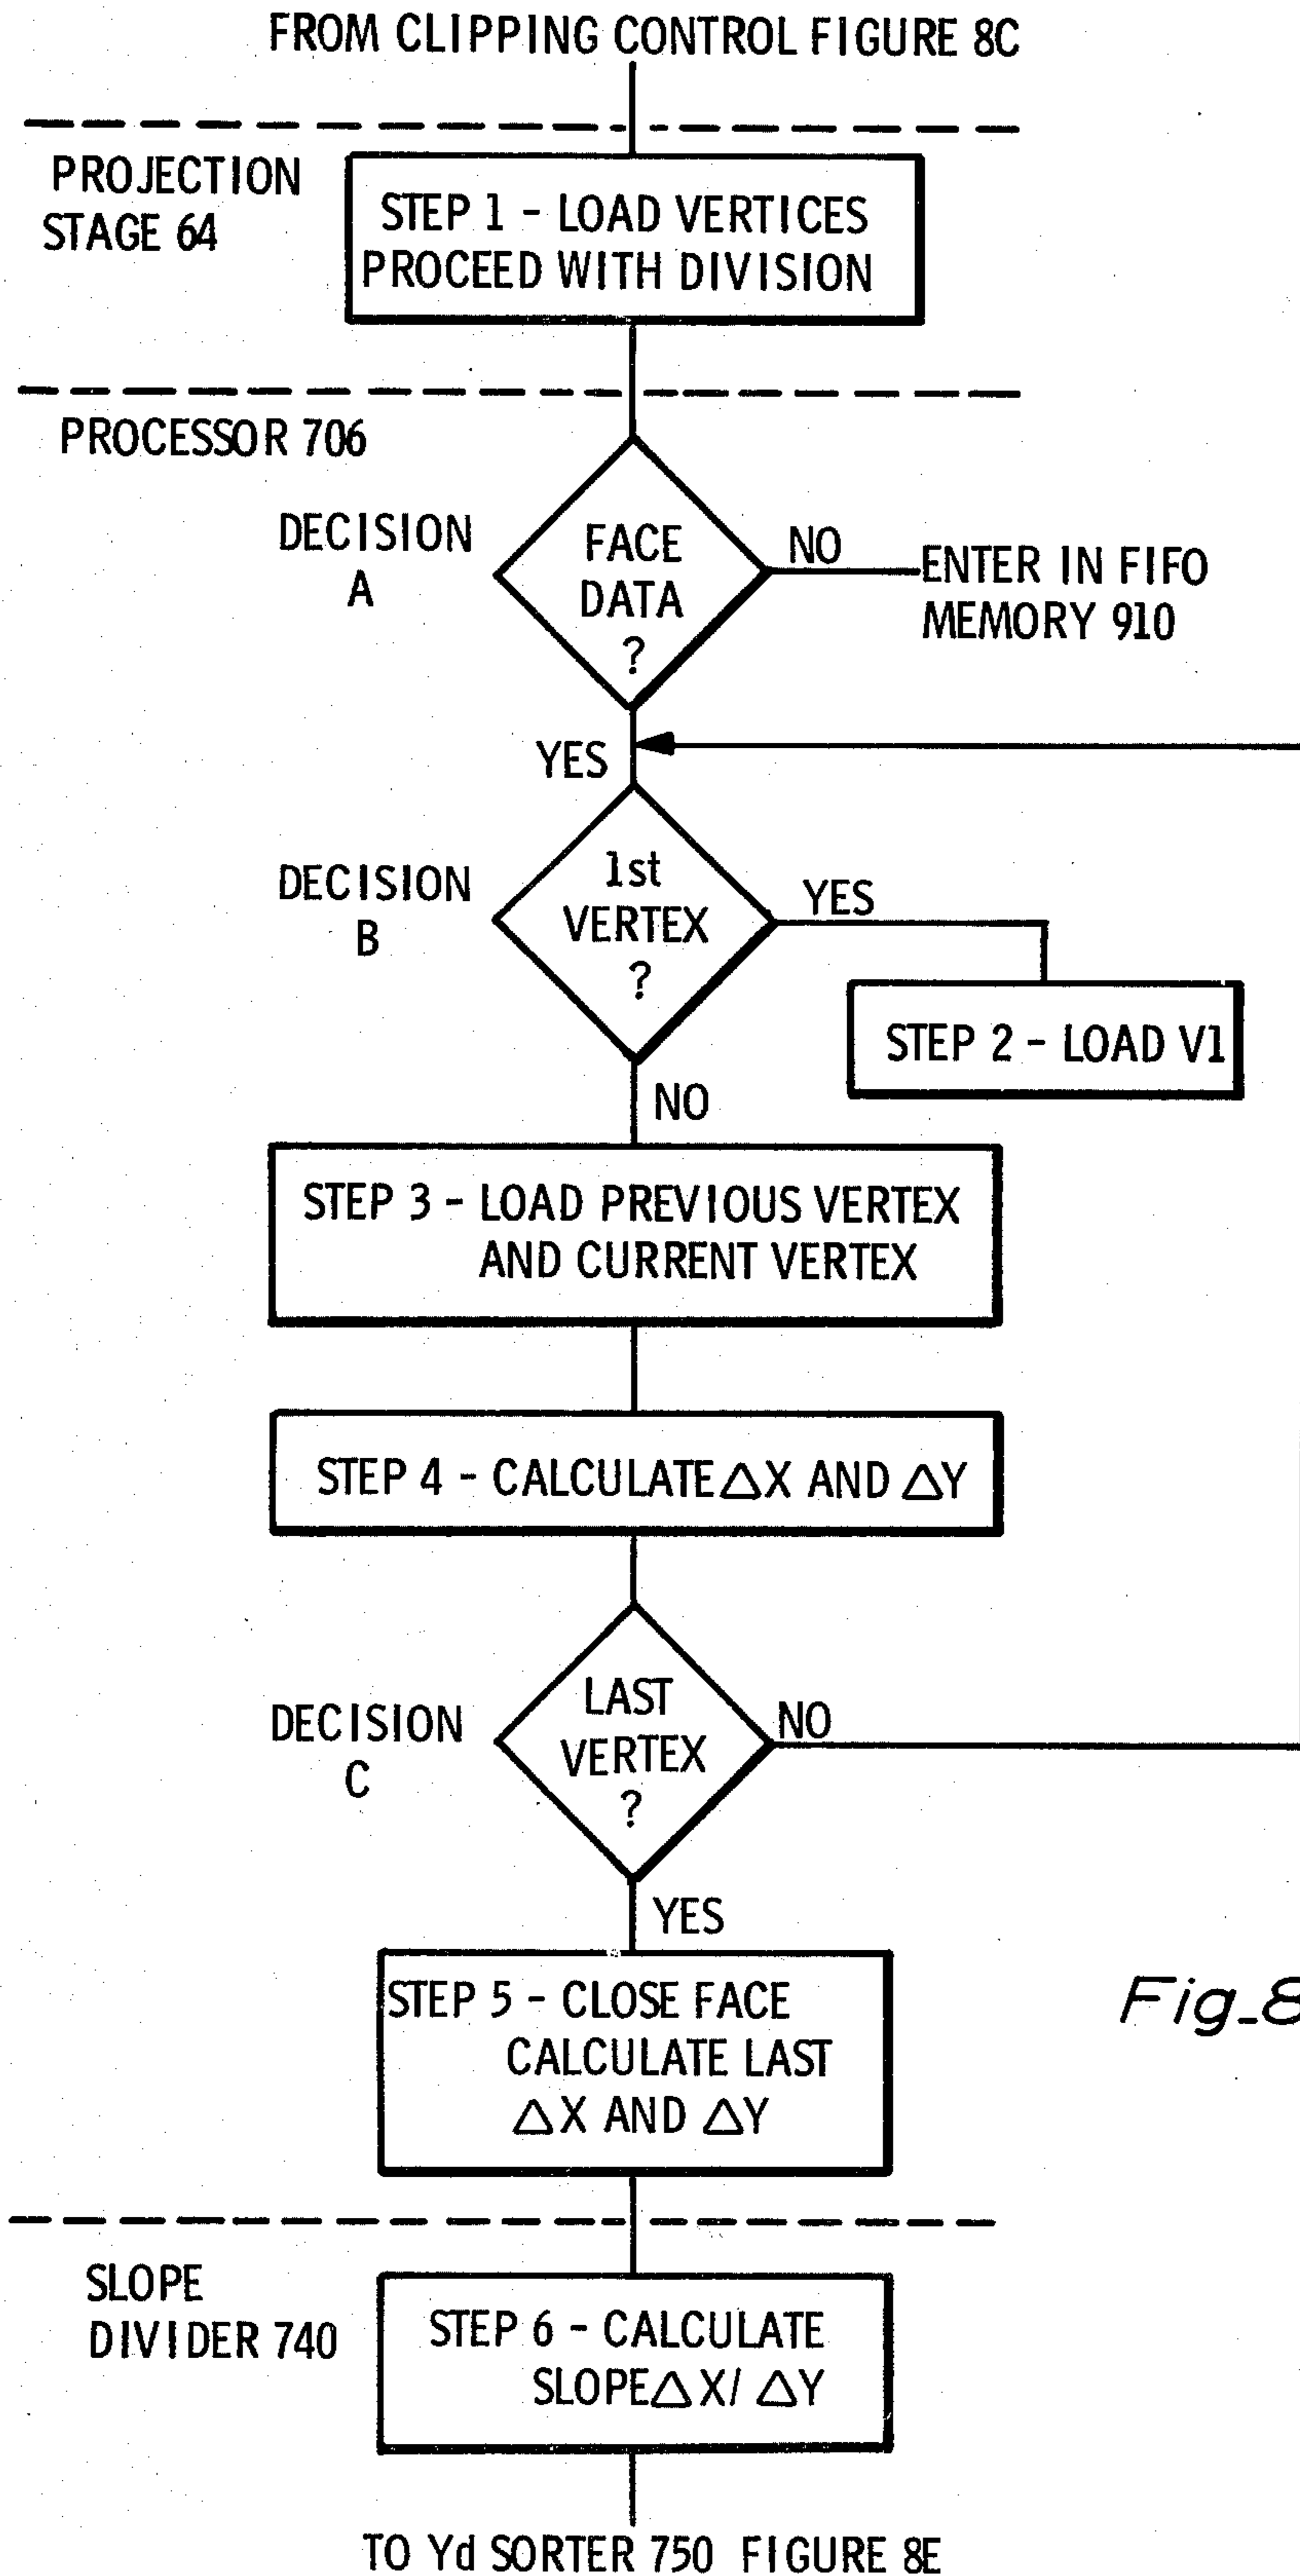 FROM CLIPPING CONTROL FIGURE 8C
PROJECTION
STAGE 64
STEP 1 - LOAD VERTICES
PROCEED WITH DIVISION
PROCESSOR 706
DECISION
A
FACE
DATA
?
NO
ENTER IN FIFO
MEMORY 910
YES
DECISION
B
1st
VERTEX
?
YES
STEP 2 - LOAD V1
NO
STEP 3 - LOAD PREVIOUS VERTEX
AND CURRENT VERTEX
STEP 4 - CALCULATE △X AND △Y
DECISION
C
LAST
VERTEX
?
NO
YES
STEP 5 - CLOSE FACE
CALCULATE LAST
△X AND △Y
Fig_8
SLOPE
DIVIDER 740
STEP 6 - CALCULATE
SLOPE △X/ △Y
TO Yd SORTER 750 FIGURE 8E